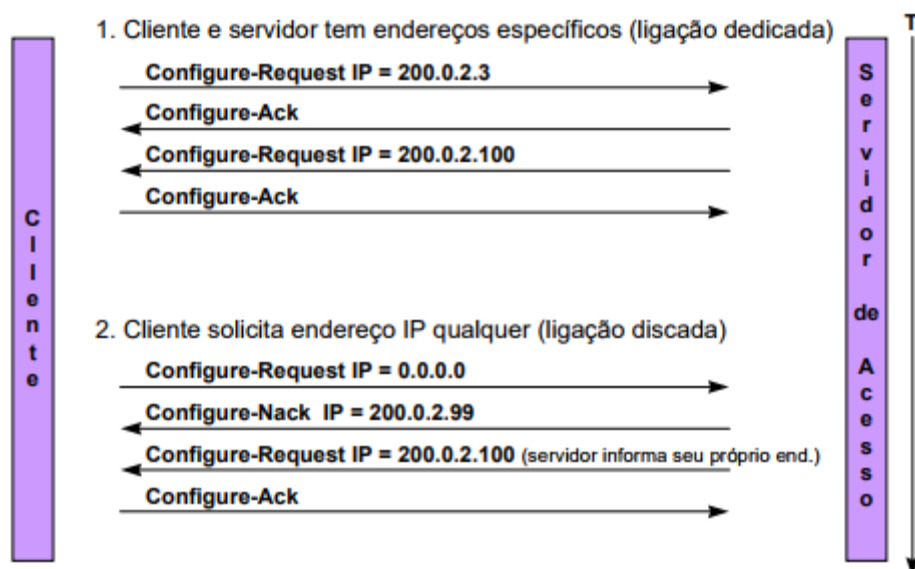 1. Cliente e servidor tem endereços específicos (ligação dedicada)
T
Configure-Request IP = 200.0.2.3
Configure-Ack
Configure-Request IP = 200.0.2.100
Configure-Ack
CIIente
Servidor de Acesso
2. Cliente solicita endereço IP qualquer (ligação discada)
Configure-Request IP = 0.0.0.0
Configure-Nack IP = 200.0.2.99
Configure-Request IP = 200.0.2.100 (servidor informa seu próprio end.)
Configure-Ack